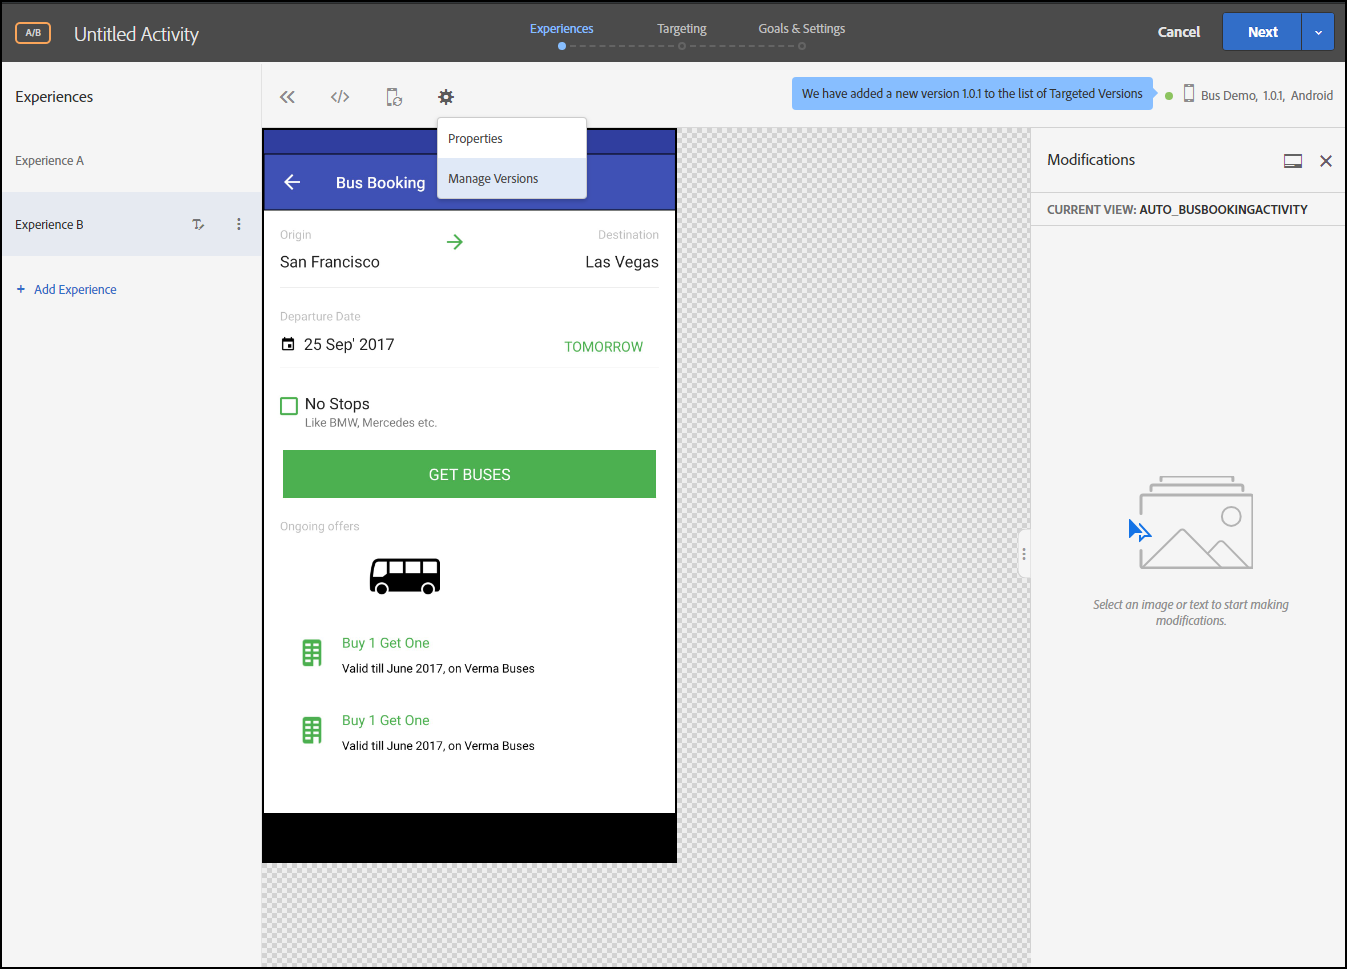 A/B
Untitled Activity
Experiences
Targeting
Goals & Settings
Cancel
Next
Experiences
Experience A
Experience B
+ Add Experience
</>
Properties
Manage Versions
We have added a new version 1.0.1 to the list of Targeted Versions
Bus Demo, 1.0.1, Android
Bus Booking
Origin
Destination
San Francisco
Las Vegas
Departure Date
25 Sep' 2017
TOMORROW
No Stops
Like BMW, Mercedes etc.
GET BUSES
Ongoing offers
Buy 1 Get One
Valid till June 2017, on Verma Buses
Buy 1 Get One
Valid till June 2017, on Verma Buses
Modifications
CURRENT VIEW: AUTO_BUSBOOKINGACTIVITY
Select an image or text to start making
modifications.